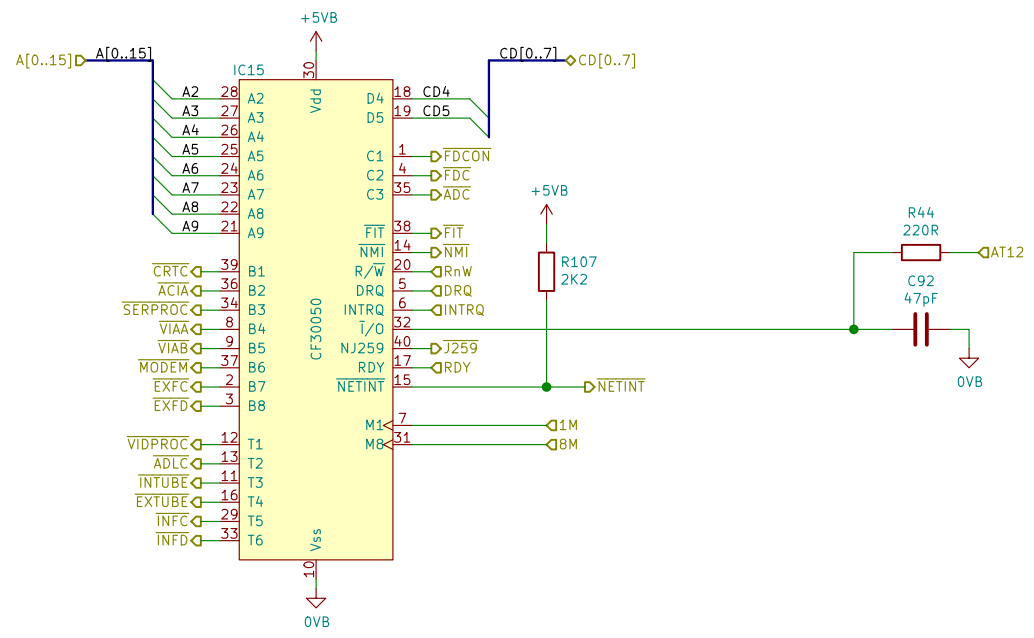 +5VB
A[0..15]
A[0..15]
CD[0..7]
CD[0..7]
IC15
30
Vdd
A2 28 A2
A3 27 A3
A4 26 A4
A5 25 A5
A6 24 A6
A7 23 A7
A8 22 A8
A9 21 A9
D4 18 CD4
D5 19 CD5
C1 1 FDCON
C2 4 FDC
C3 35 ADC
FIT 38 FIT
NMI 14 NMI
R/W 20 RnW
DRQ 5 DRQ
INTRQ 6 INTRQ
I/O 32
NJ259 40 J259
RDY 17 RDY
NETINT 15 NETINT
M1 7 1M
M8 31 8M
CRTC 39 B1
ACIA 36 B2
SERPROC 34 B3
VIAA 8 B4
VIAB 9 B5
MODEM 37 B6
EXFC 2 B7
EXFD 3 B8
VIDPROC 12 T1
ADLC 13 T2
INTUBE 11 T3
EXTUBE 16 T4
INFC 29 T5
INFD 33 T6
CF30050
Vss
10
0VB
+5VB
R107
2K2
R44
220R
AT12
C92
47pF
0VB